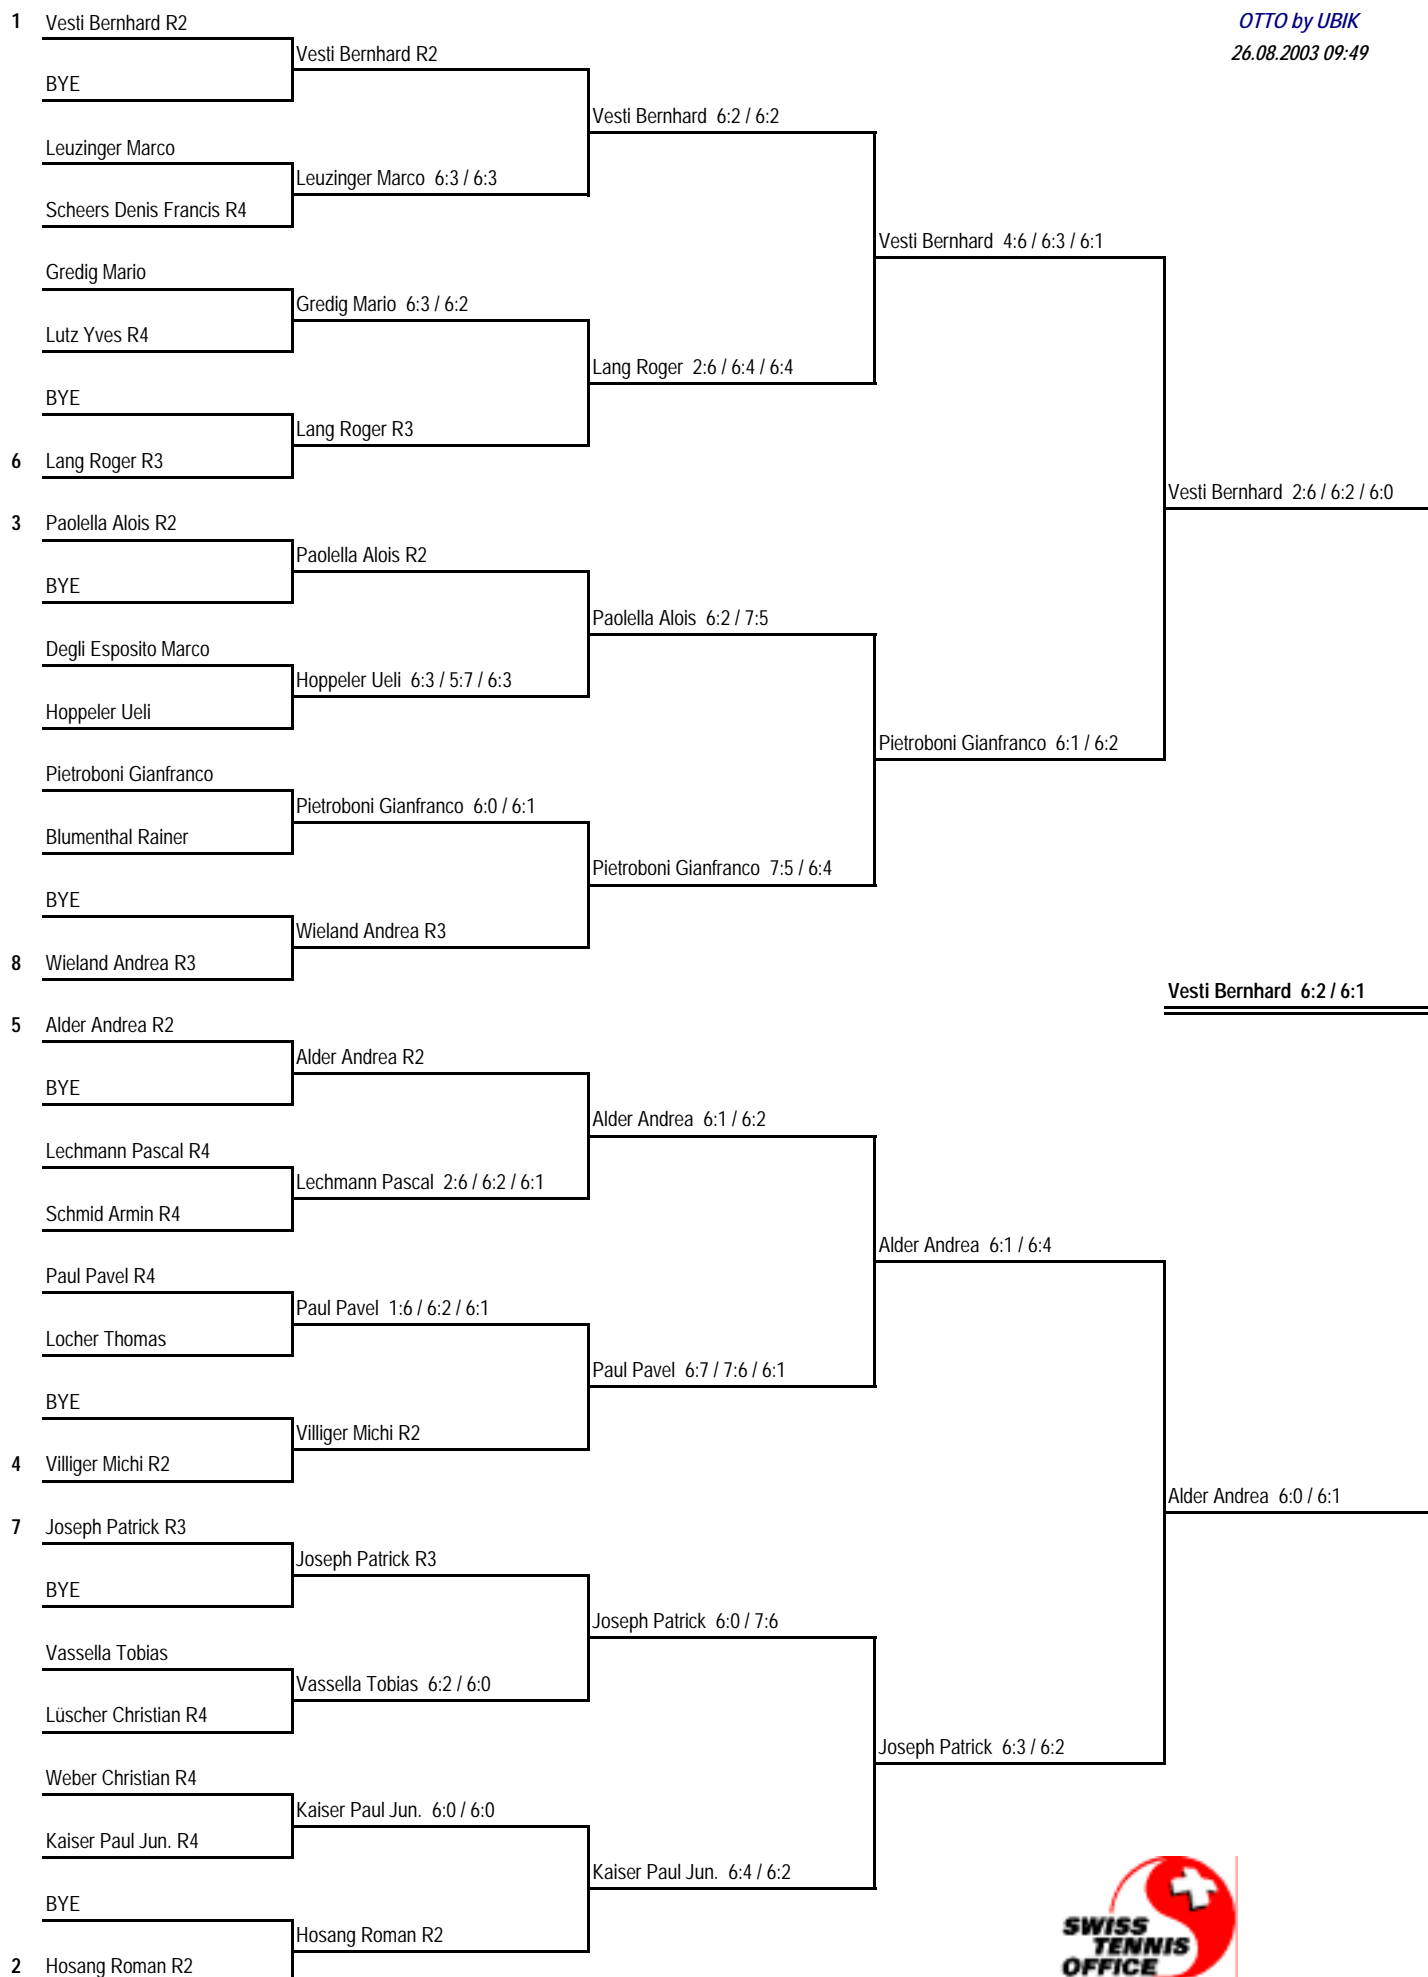 1 Vesti Bernhard R2
OTTO by UBIK
26.08.2003 09:49
Vesti Bernhard R2
BYE
Vesti Bernhard 6:2 / 6:2
Leuzinger Marco
Leuzinger Marco 6:3 / 6:3
Scheers Denis Francis R4
Vesti Bernhard 4:6 / 6:3 / 6:1
Gredig Mario
Gredig Mario 6:3 / 6:2
Lutz Yves R4
Lang Roger 2:6 / 6:4 / 6:4
BYE
Lang Roger R3
6 Lang Roger R3
Vesti Bernhard 2:6 / 6:2 / 6:0
3 Paolella Alois R2
Paolella Alois R2
BYE
Paolella Alois 6:2 / 7:5
Degli Esposito Marco
Hoppeler Ueli 6:3 / 5:7 / 6:3
Hoppeler Ueli
Pietroboni Gianfranco 6:1 / 6:2
Pietroboni Gianfranco
Pietroboni Gianfranco 6:0 / 6:1
Blumenthal Rainer
Pietroboni Gianfranco 7:5 / 6:4
BYE
Wieland Andrea R3
8 Wieland Andrea R3
Vesti Bernhard 6:2 / 6:1
5 Alder Andrea R2
Alder Andrea R2
BYE
Alder Andrea 6:1 / 6:2
Lechmann Pascal R4
Lechmann Pascal 2:6 / 6:2 / 6:1
Schmid Armin R4
Alder Andrea 6:1 / 6:4
Paul Pavel R4
Paul Pavel 1:6 / 6:2 / 6:1
Locher Thomas
Paul Pavel 6:7 / 7:6 / 6:1
BYE
Villiger Michi R2
4 Villiger Michi R2
Alder Andrea 6:0 / 6:1
7 Joseph Patrick R3
Joseph Patrick R3
BYE
Joseph Patrick 6:0 / 7:6
Vassella Tobias
Vassella Tobias 6:2 / 6:0
Lüscher Christian R4
Joseph Patrick 6:3 / 6:2
Weber Christian R4
Kaiser Paul Jun. 6:0 / 6:0
Kaiser Paul Jun. R4
Kaiser Paul Jun. 6:4 / 6:2
BYE
Hosang Roman R2
2 Hosang Roman R2
SWISS
TENNIS
OFFICE